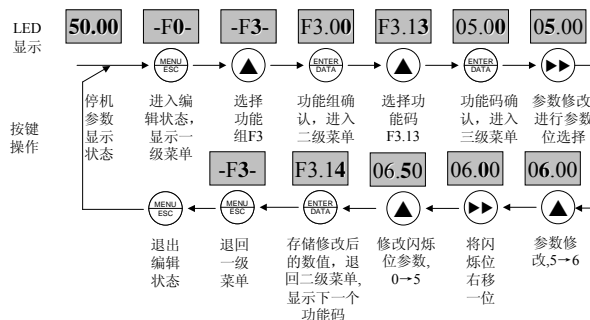 LED
显示
50.00
-F0-
-F3-
F3.00
F3.13
05.00
05.00
MENU
ESC
▲
ENTER
DATA
▲
ENTER
DATA
▶▶
按键
操作
停机
参数
显示
状态
进入编
辑状态,
显示一
级菜单
选择
功能
组F3
功能组确
认，进入
二级菜单
选择功
能码
F3.13
功能码确
认，进入
三级菜单
参数修改
进行参数
位选择
-F3-
F3.14
06.50
06.00
06.00
MENU
ESC
MENU
ESC
ENTER
DATA
▲
▶▶
▲
退出
编辑
状态
退回
一级
菜单
存储修改后
的数值，退
回二级菜单,
显示下一个
功能码
修改闪烁
位参数,
0→5
将闪
烁位
右移
一位
参数修
改,5→6